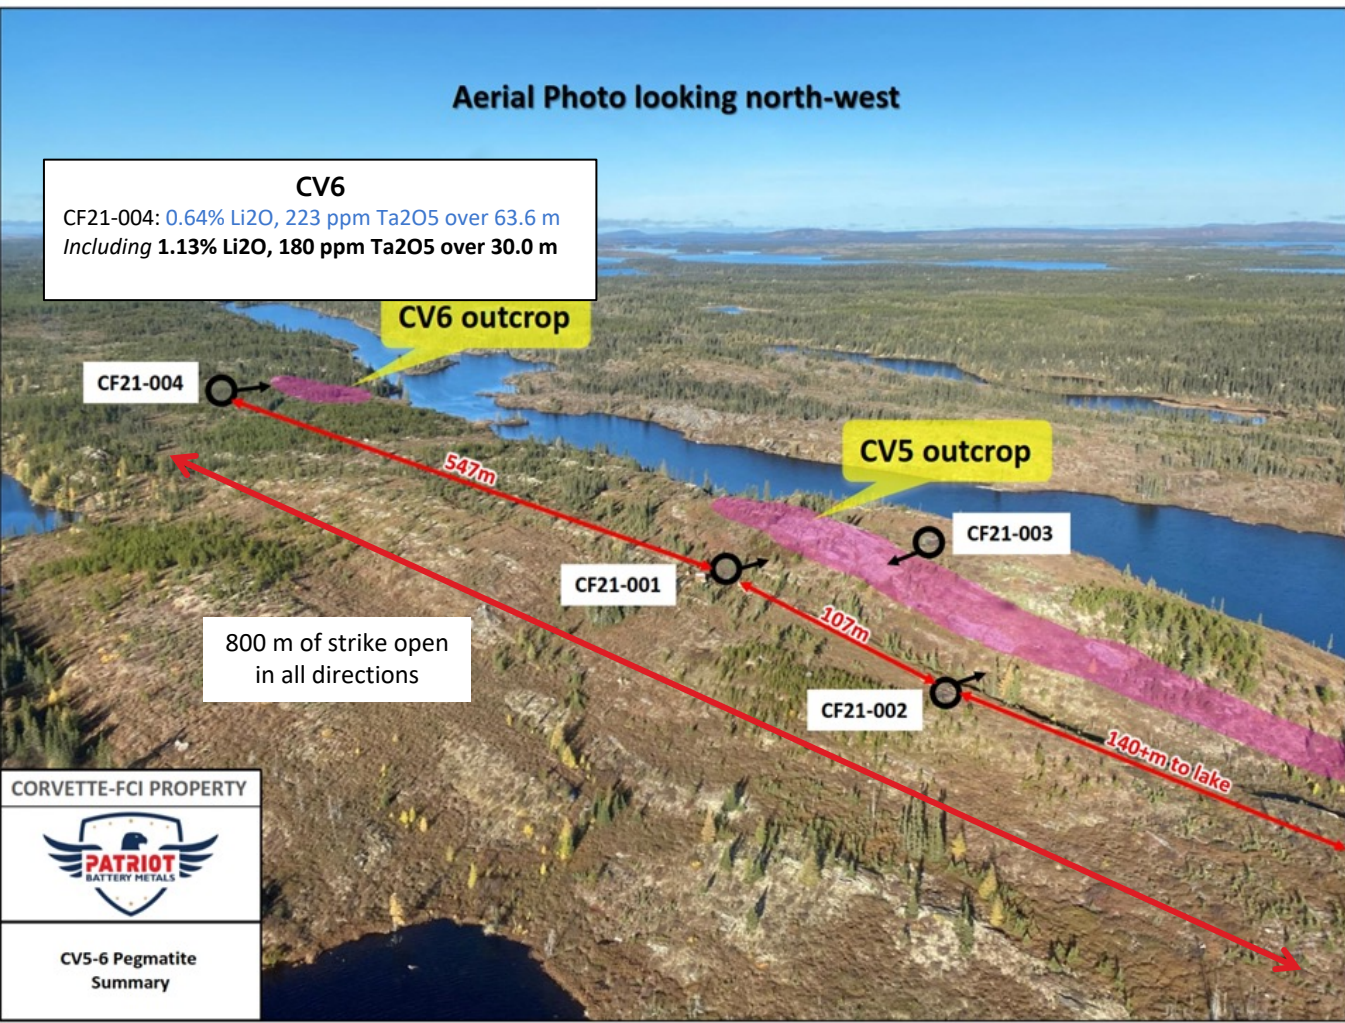 Aerial Photo looking north-west
CV6
CF21-004: 0.64% Li2O, 223 ppm Ta2O5 over 63.6 m
Including 1.13% Li2O, 180 ppm Ta2O5 over 30.0 m
CV6 outcrop
CF21-004
547m
CV5 outcrop
CF21-003
CF21-001
107m
800 m of strike open
in all directions
CF21-002
140+m to lake
CORVETTE-FCI PROPERTY
PATRIOT
BATTERY METALS
CV5-6 Pegmatite
Summary